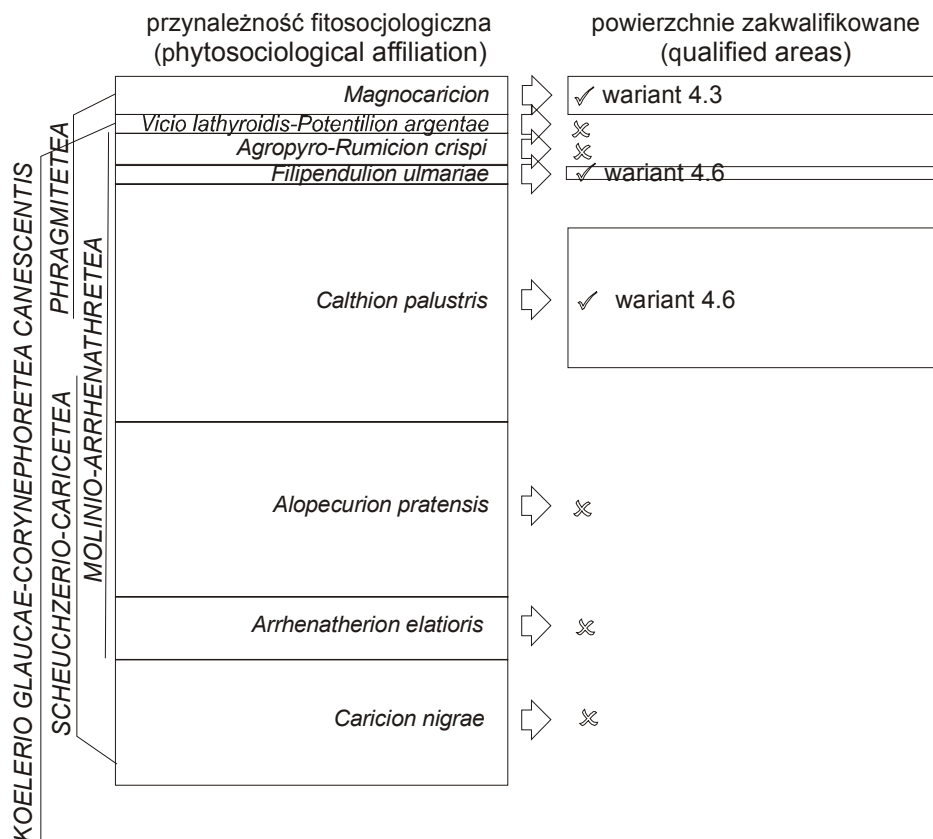 przynależność fitosocjologiczna
(phytosociological affiliation)
powierzchnie zakwalifikowane
(qualified areas)
Magnocaricion
✓ wariant 4.3
Vicio lathyroidis-Potentilion argentae
Agropyro-Rumicion crispi
Filipendulion ulmariae
✓ wariant 4.6
Calthion palustris
✓ wariant 4.6
Alopecurion pratensis
Arrhenatherion elatioris
Caricion nigrae
KOELERIO GLAUCAE-CORYNEPHORETEA CANESCENTIS
PHRAGMITETEA
SCHEUCHZERIO-CARICETEA
MOLINIO-ARRHENATHRETEA